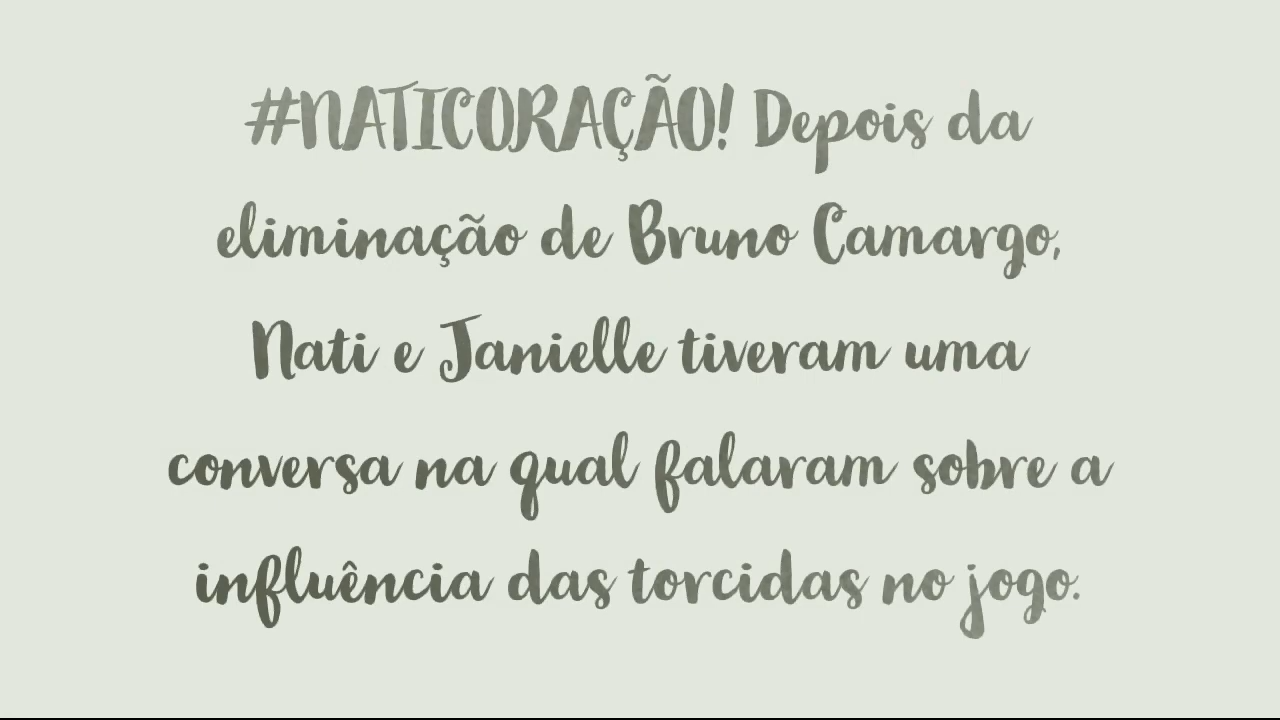 #NATICORAÇÃO! Depois da
eliminação de Bruno Camargo,
Nati e Janielle tiveram uma
conversa na qual falaram sobre a
influência das torcidas no jogo.